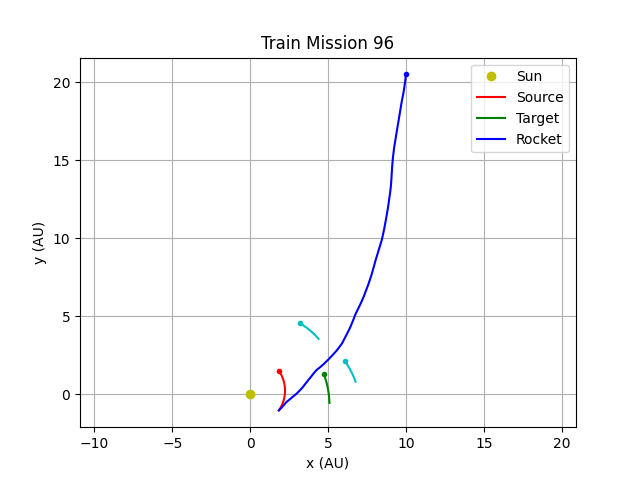 Train Mission 96
Sun
Source
Target
Rocket
20
15
10
5
0
y (AU)
−10
−5
0
5
10
15
20
x (AU)